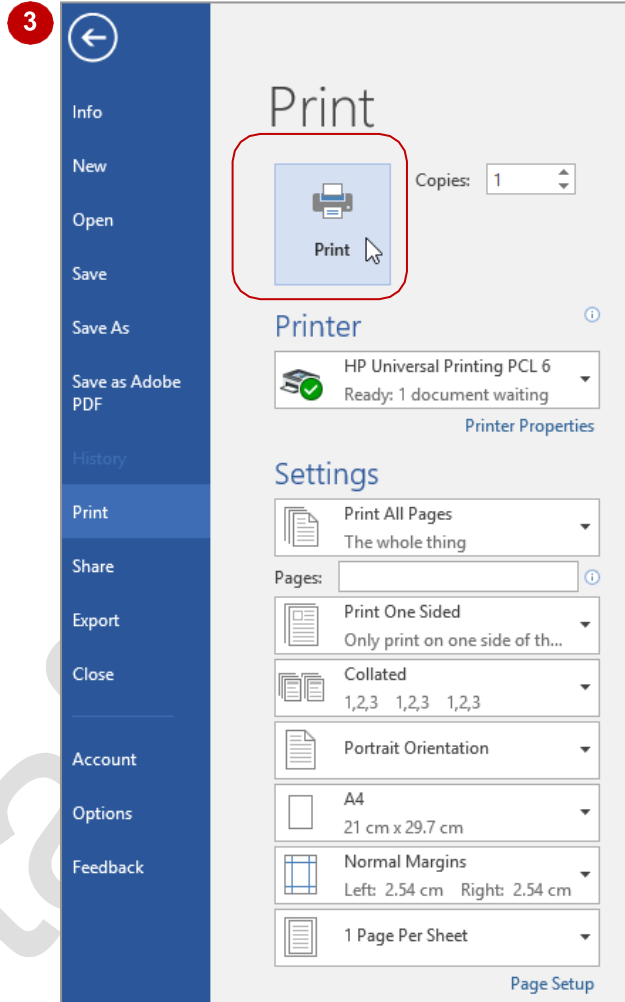 3
Info
New
Open
Save
Save As
Save as Adobe
PDF
History
Print
Share
Export
Close
Account
Options
Feedback
Print
Print
Copies: 1
Printer
HP Universal Printing PCL 6
Ready: 1 document waiting
Printer Properties
Settings
Print All Pages
The whole thing
Pages:
Print One Sided
Only print on one side of th...
Collated
1,2,3 1,2,3 1,2,3
Portrait Orientation
A4
21 cm x 29.7 cm
Normal Margins
Left: 2.54 cm Right: 2.54 cm
1 Page Per Sheet
Page Setup